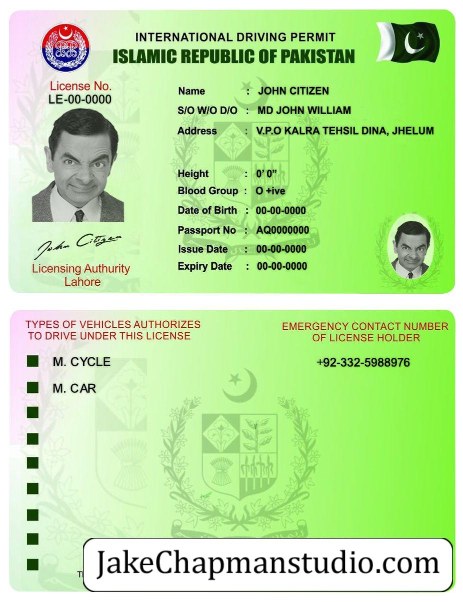 INTERNATIONAL DRIVING PERMIT
ISLAMIC REPUBLIC OF PAKISTAN
License No.
LE-00-0000
Name : JOHN CITIZEN
S/O W/O D/O : MD JOHN WILLIAM
Address : V.P.O KALRA TEHSIL DINA, JHELUM
Height : 0' 0"
Blood Group : O +ive
Date of Birth : 00-00-0000
Passport No : AQ0000000
Issue Date : 00-00-0000
Expiry Date : 00-00-0000
John Citizen
Licensing Authurity
Lahore
TYPES OF VEHICLES AUTHORIZES
TO DRIVE UNDER THIS LICENSE
M. CYCLE
M. CAR
EMERGENCY CONTACT NUMBER
OF LICENSE HOLDER
+92-332-5988976
JakeChapmanstudio.com